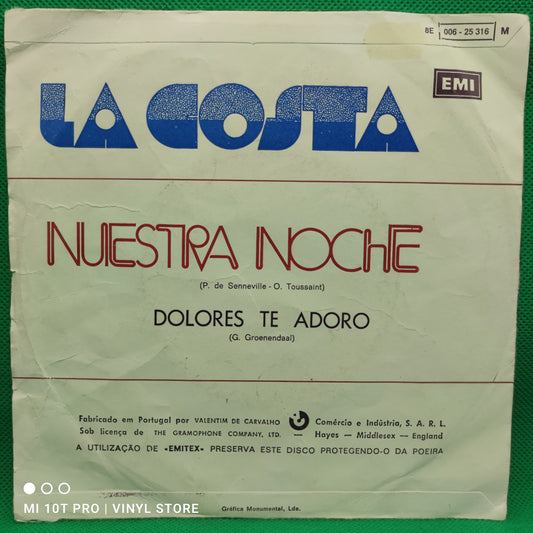 8E 006 - 25 316 M
EMI
LA COSTA
NUESTRA NOCHE
(P. de Senneville - O. Toussaint)
DOLORES TE ADORO
(G. Groenendaal)
Fabricado em Portugal por VALENTIM DE CARVALHO Comércio e Indústria, S. A. R. L.
Sob licença de THE GRAMOPHONE COMPANY, LTD. — Hayes — Middlesex — England
A UTILIZAÇÃO DE «EMITEX» PRESERVA ESTE DISCO PROTEGENDO-O DA POEIRA
MI 10T PRO | VINYL STORE
Gráfica Monumental, Lda.